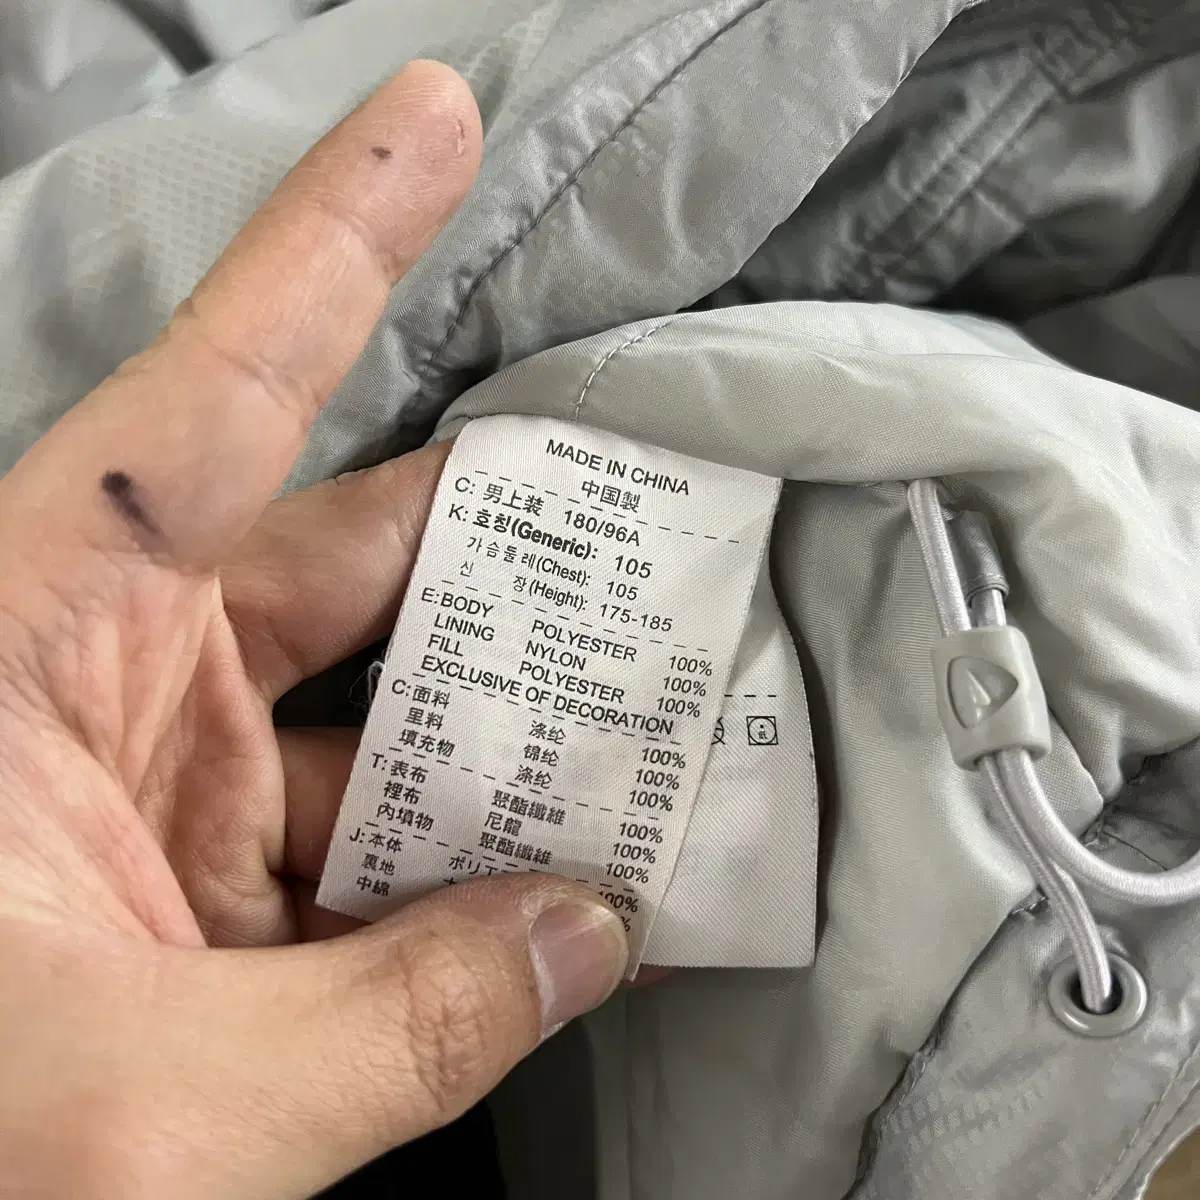 MADE IN CHINA
中国製
C: 男上装 180/96A
K: 호칭(Generic): 105
가슴둘레(Chest): 105
신 장(Height): 175-185
E:BODY POLYESTER 100%
LINING NYLON 100%
FILL POLYESTER 100%
EXCLUSIVE OF DECORATION
C:面料 涤纶 100%
里料 锦纶 100%
填充物 涤纶 100%
T:表布 聚酯纖維 100%
裡布 尼龍 100%
內填物 聚酯纖維 100%
J:本体 ポリエ 100%
裏地
中綿
低